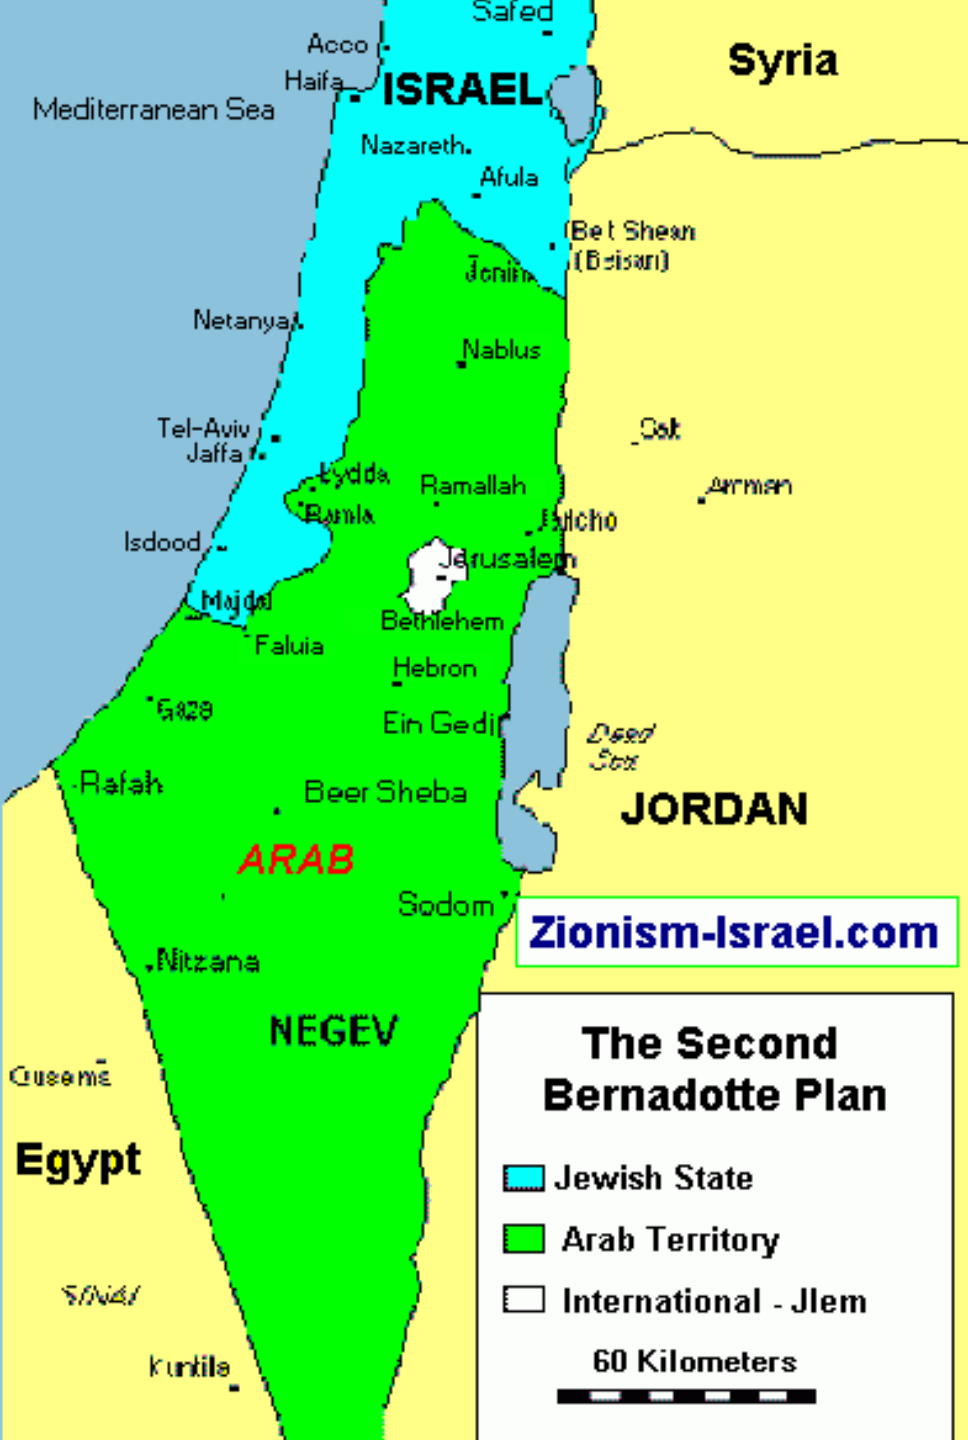 Safed
Acco
Syria
Haifa
ISRAEL
Mediterranean Sea
Nazareth
Afula
Bet Shean
(Beisan)
Jenin
Netanya
Nablus
Tel-Aviv
Salt
Jaffa
Lydda
Ramallah
Amman
Ramla
Jericho
Isdood
Jerusalem
Majdal
Bethlehem
Faluja
Hebron
Gaza
Ein Gedi
Dead
Sea
Rafah
Beer Sheba
JORDAN
ARAB
Sodom
Zionism-Israel.com
Nitzana
NEGEV
The Second
Bernadotte Plan
Egypt
Jewish State
Arab Territory
SINAI
International - Jlem
60 Kilometers
Kuntila